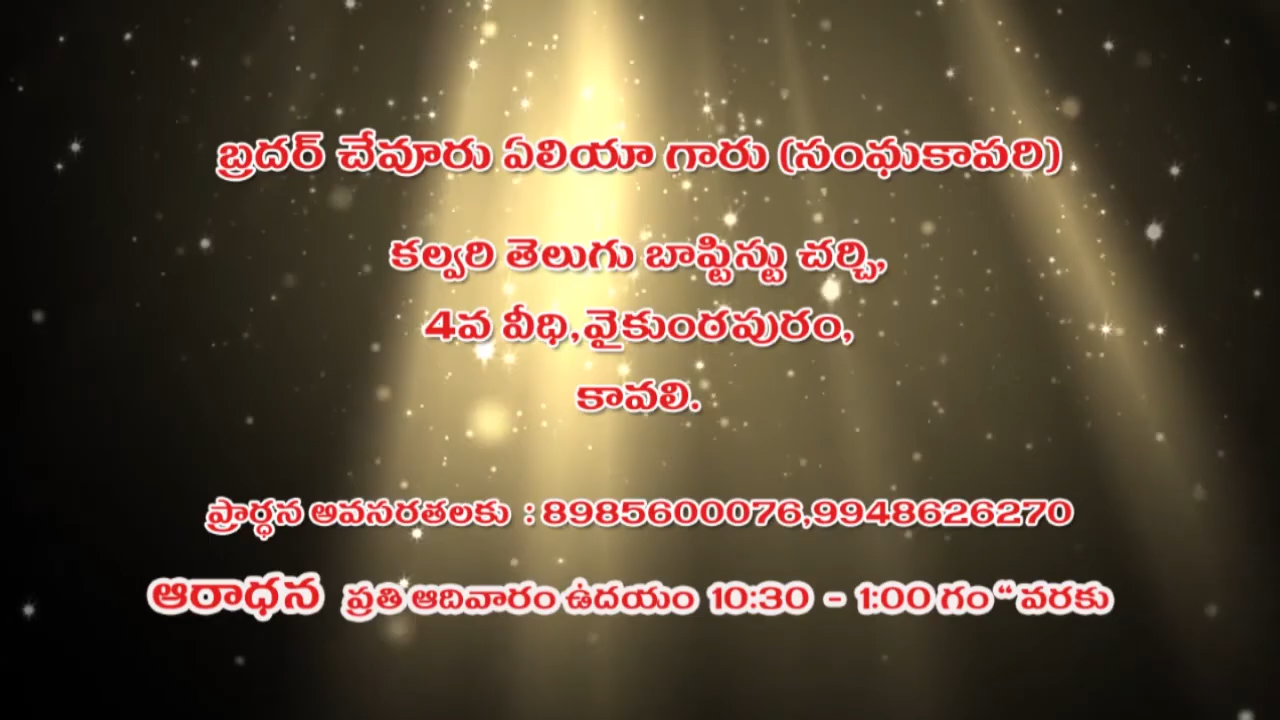 బ్రదర్ చేవూరు ఏలియా గారు (సంఘకాపరి)
కల్వరి తెలుగు బాప్టిస్టు చర్చి,
4వ వీధి,వైకుంఠపురం,
కావలి.
ప్రార్ధన అవసరతలకు : 8985600076,9948626270
ఆరాధన ప్రతి ఆదివారం ఉదయం 10:30 - 1:00 గం“ వరకు